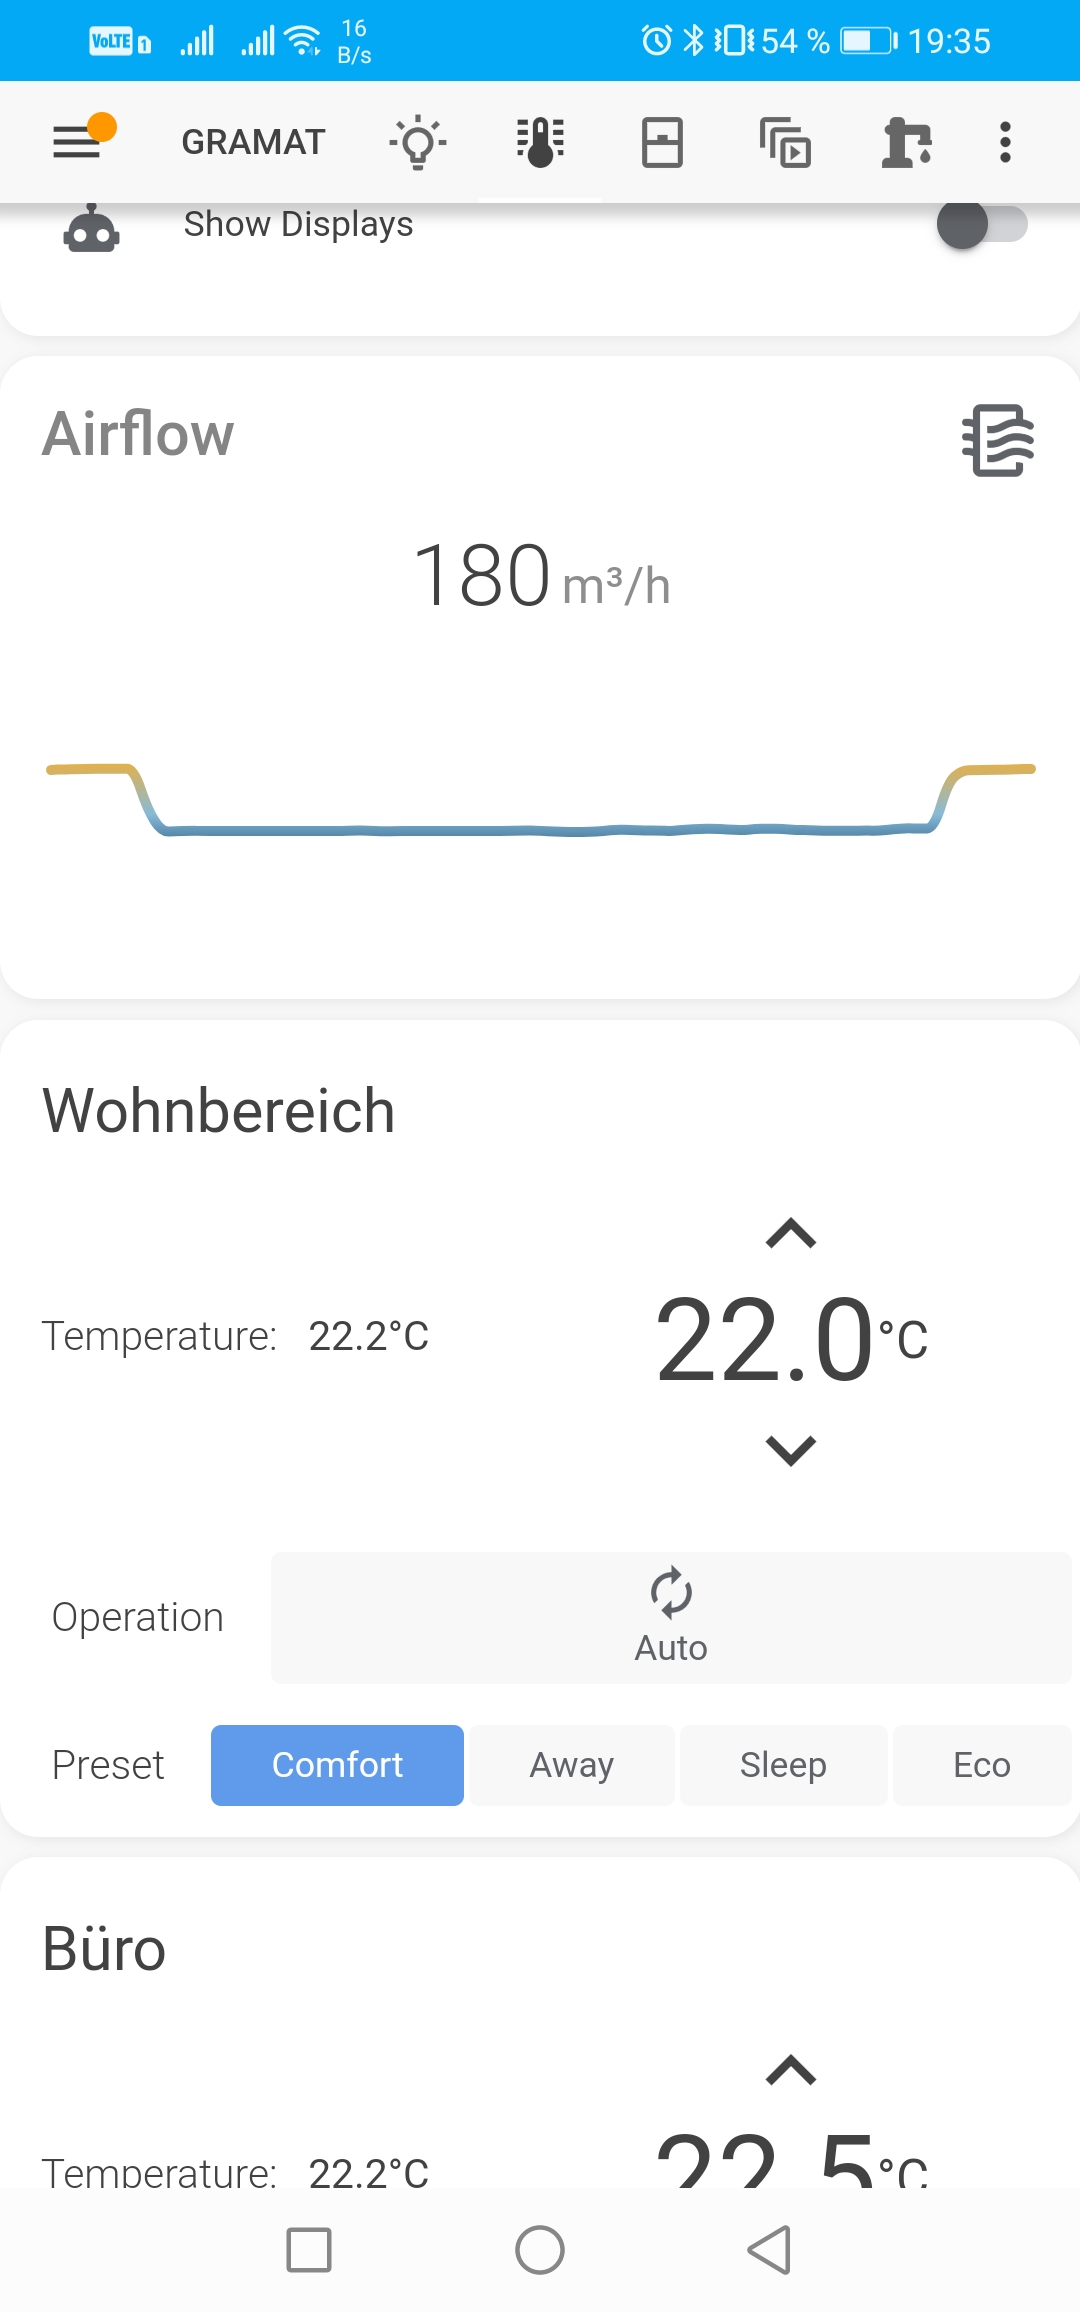 VoLTE 1 16 B/s 54 % 19:35
GRAMAT
Show Displays
Airflow
180 m³/h
Wohnbereich
Temperature: 22.2°C
22.0 °C
Operation
Auto
Preset Comfort Away Sleep Eco
Büro
Temperature: 22.2°C
22.5 °C